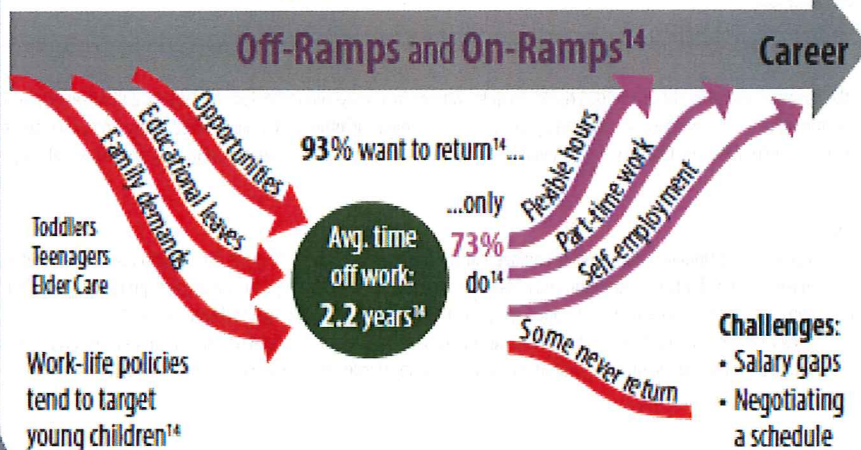 Off-Ramps and On-Ramps¹⁴
Career
Opportunities
Educational leaves
Family demands
Toddlers
Teenagers
Elder Care
Work-life policies
tend to target
young children¹⁴
93% want to return¹⁴...
Avg. time
off work:
2.2 years¹⁴
...only
73%
do¹⁴
Flexible hours
Part-time work
Self-employment
Some never return
Challenges:
• Salary gaps
• Negotiating
a schedule